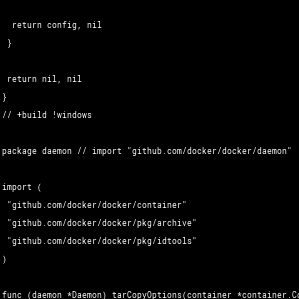 return config, nil
}
return nil, nil
}
// +build !windows
package daemon // import "github.com/docker/docker/daemon"
import (
"github.com/docker/docker/container"
"github.com/docker/docker/pkg/archive"
"github.com/docker/docker/pkg/idtools"
)
func (daemon *Daemon) tarCopyOptions(container *container.Co